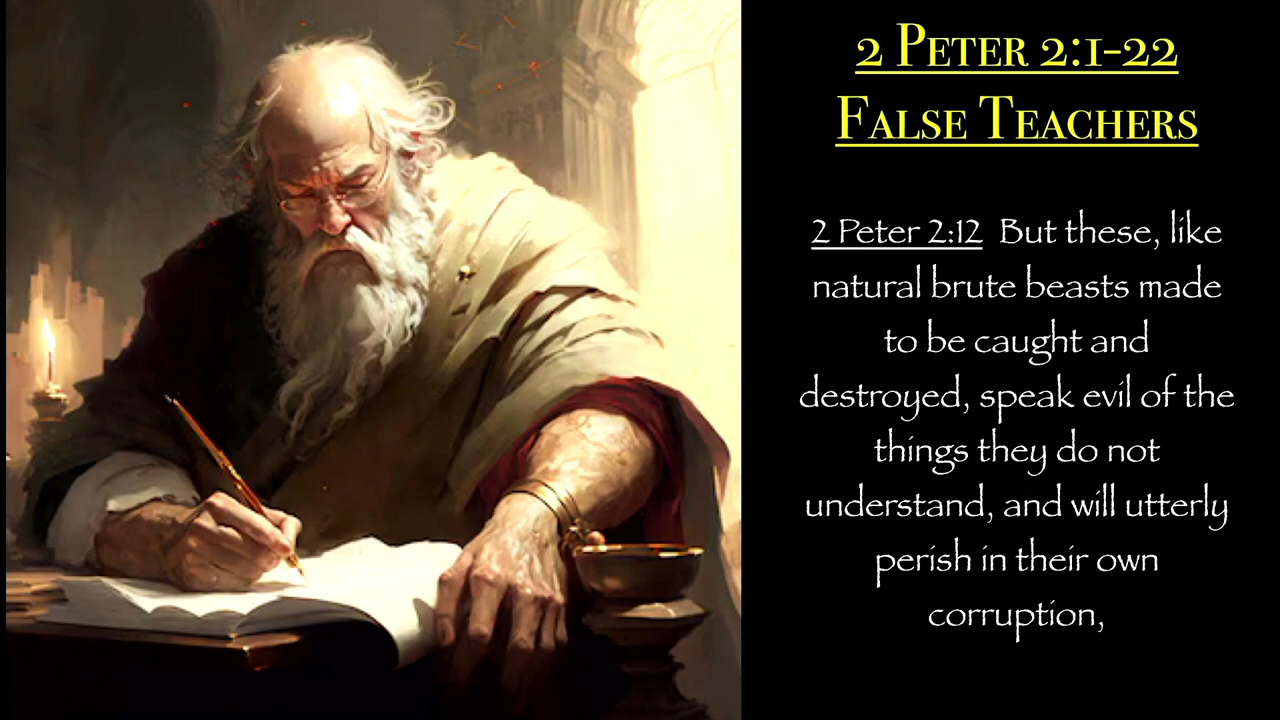 2 Peter 2:1-22
False Teachers
2 Peter 2:12 But these, like
natural brute beasts made
to be caught and
destroyed, speak evil of the
things they do not
understand, and will utterly
perish in their own
corruption,